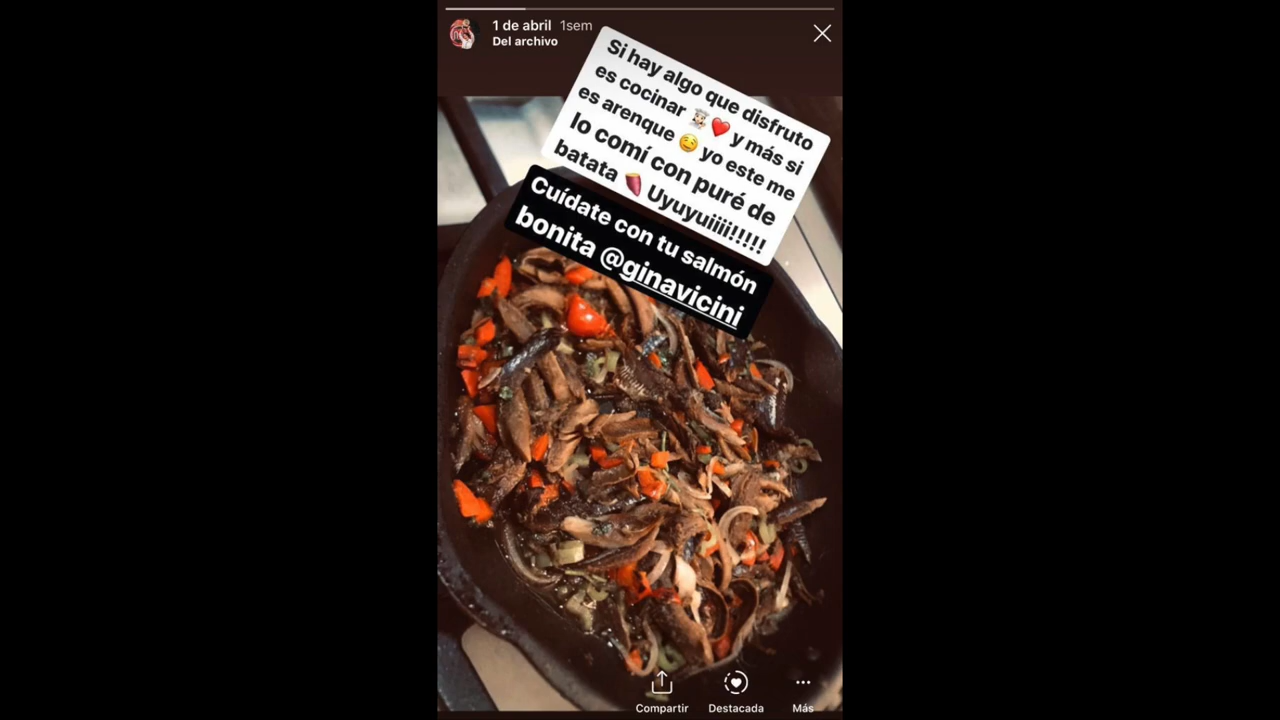 1 de abril 1sem
Del archivo
Si hay algo que disfruto
es cocinar 👩🏻‍🍳❤️ y más si
es arenque 🤤 yo este me
lo comí con puré de
batata 🍠 Uyuyuiiii!!!!!
Cuídate con tu salmón
bonita @ginavicini
Compartir Destacada Más